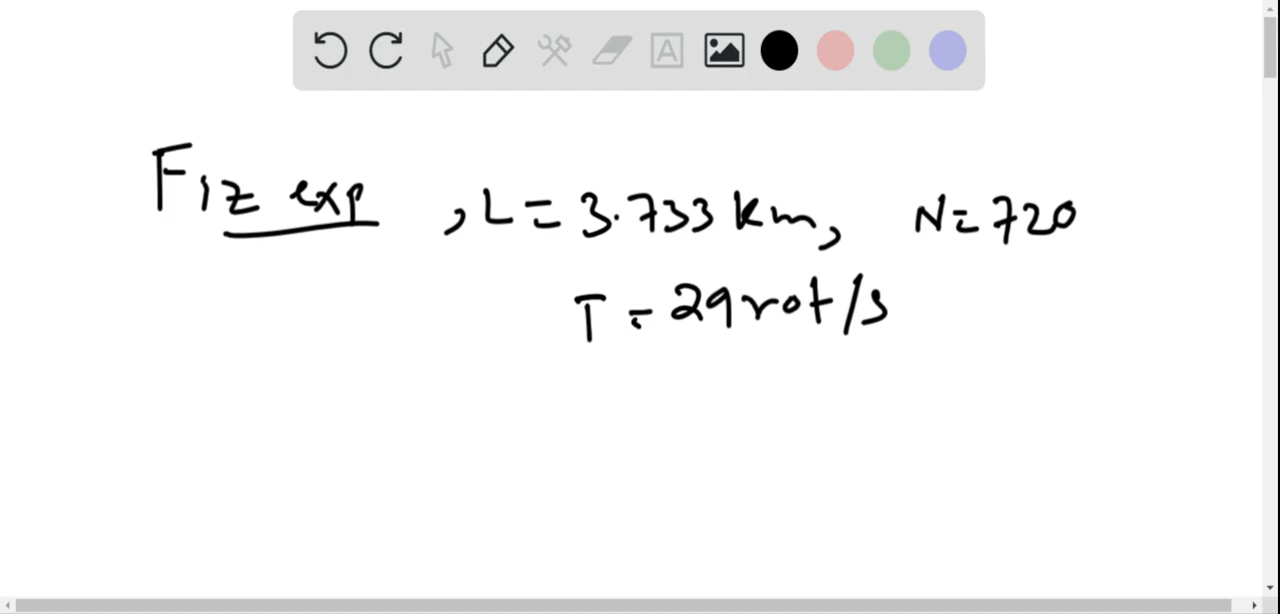 Fiz exp , L = 3.733 km, N = 720
T = 29 rot/s